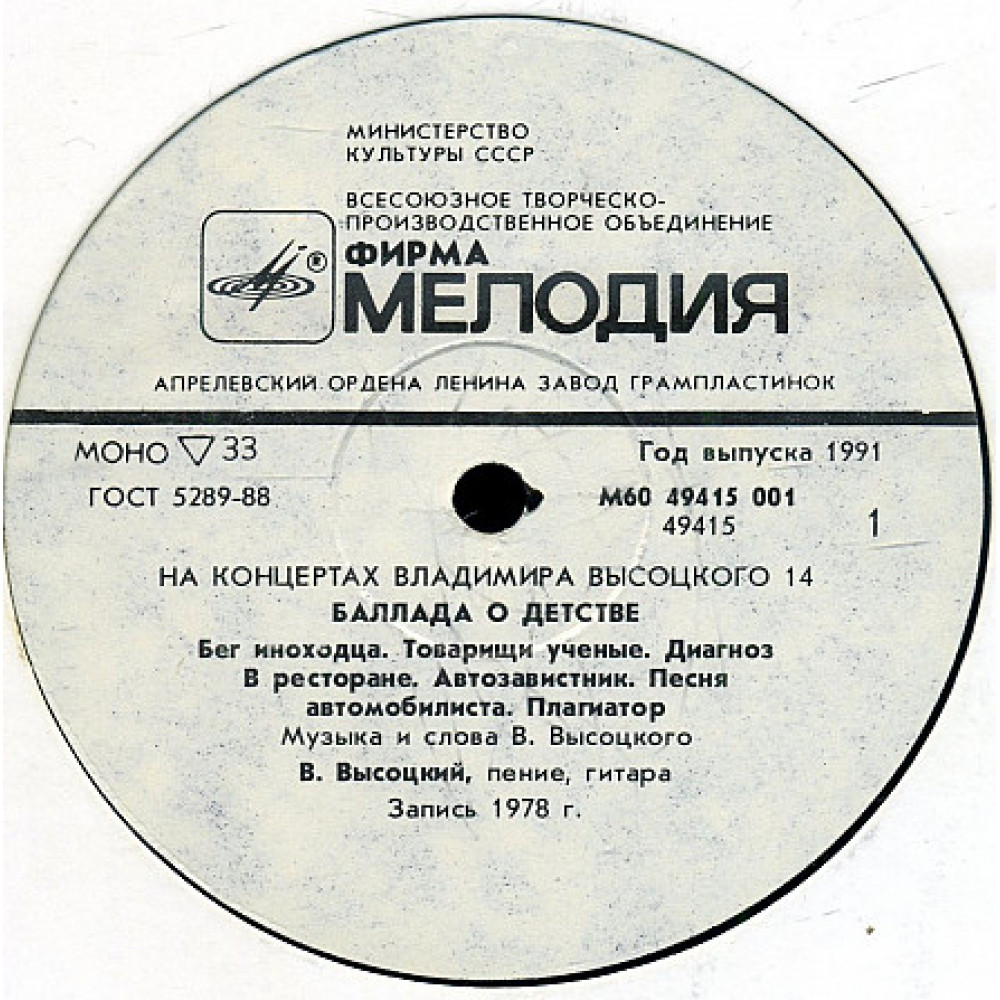 МИНИСТЕРСТВО
КУЛЬТУРЫ СССР
ВСЕСОЮЗНОЕ ТВОРЧЕСКО-
ПРОИЗВОДСТВЕННОЕ ОБЪЕДИНЕНИЕ
ФИРМА
®
МЕЛОДИЯ
АПРЕЛЕВСКИЙ ОРДЕНА ЛЕНИНА ЗАВОД ГРАМПЛАСТИНОК
МОНО ▽ 33
Год выпуска 1991
ГОСТ 5289-88
М60 49415 001
49415
1
НА КОНЦЕРТАХ ВЛАДИМИРА ВЫСОЦКОГО 14
БАЛЛАДА О ДЕТСТВЕ
Бег иноходца. Товарищи ученые. Диагноз
В ресторане. Автозавистник. Песня
автомобилиста. Плагиатор
Музыка и слова В. Высоцкого
В. Высоцкий, пение, гитара
Запись 1978 г.